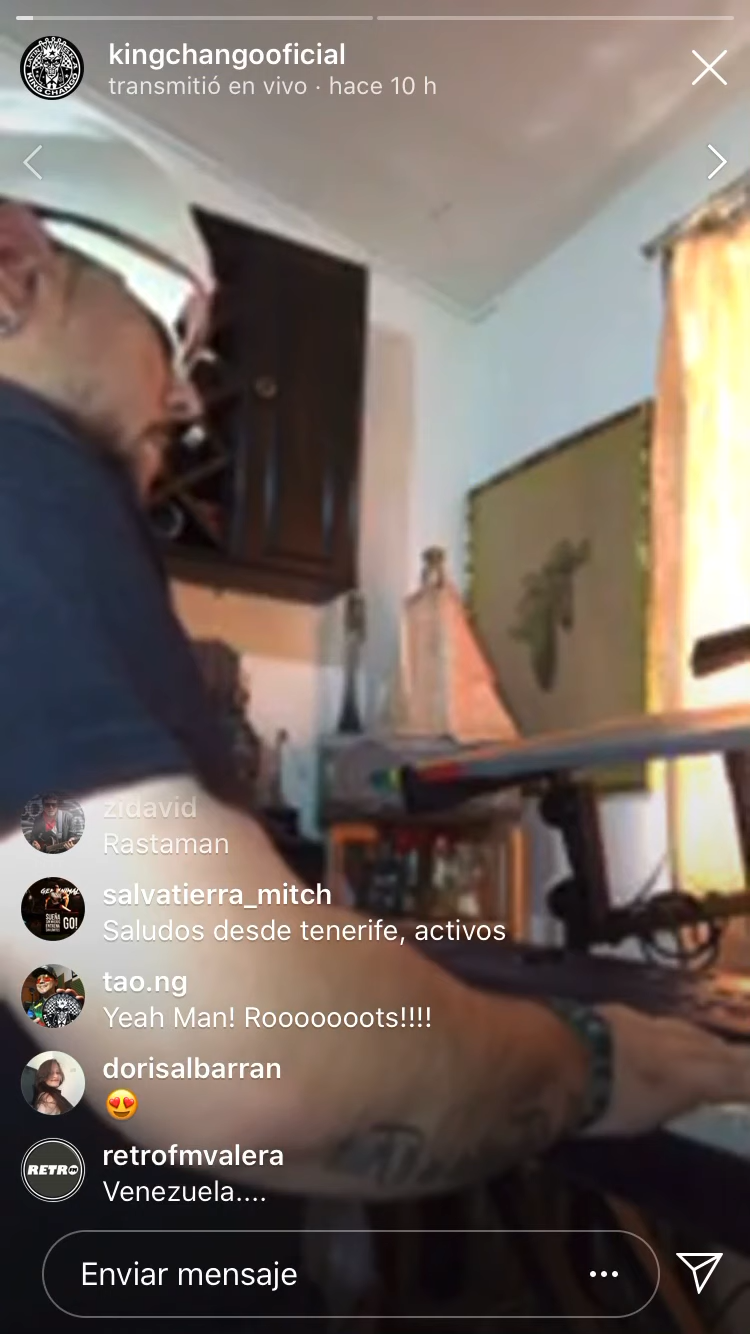 kingchangooficial
transmitió en vivo · hace 10 h
zidavid
Rastaman
salvatierra_mitch
Saludos desde tenerife, activos
tao.ng
Yeah Man! Rooooooots!!!!
dorisalbarran
😍
retrofmvalera
RETRO
Venezuela....
Enviar mensaje